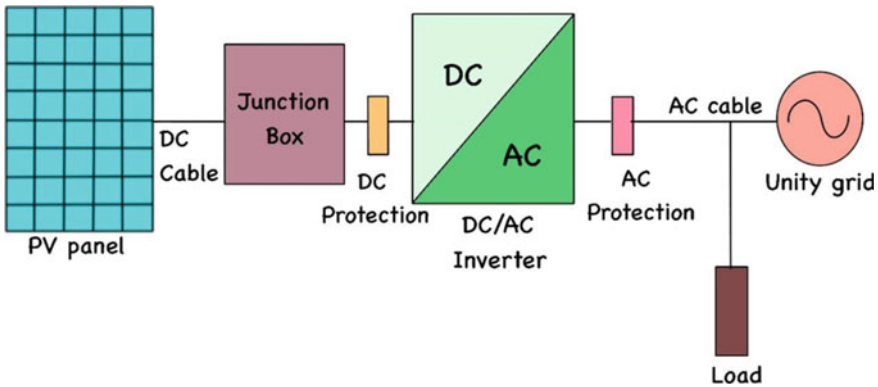 PV panel
DC
Cable
Junction
Box
DC
Protection
DC
AC
DC/AC
Inverter
AC
Protection
AC cable
Unity grid
Load